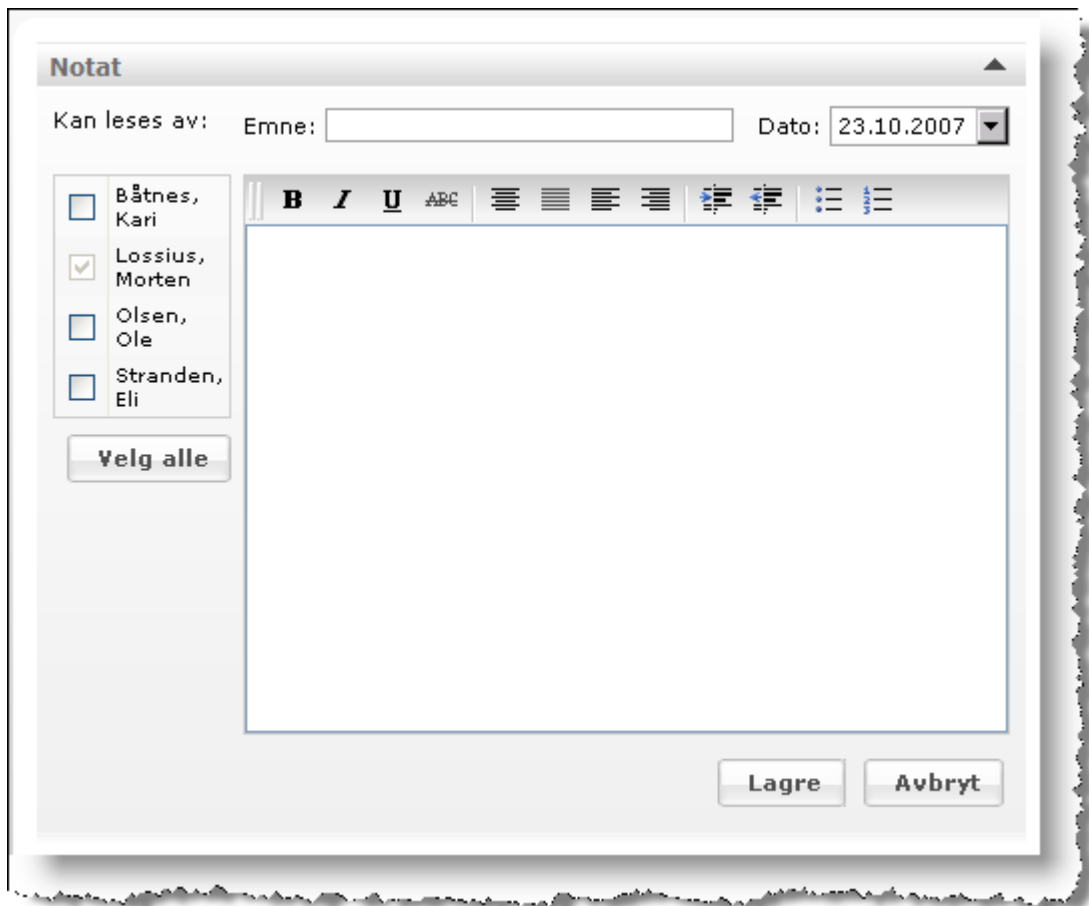 Notat
Kan leses av:
Emne:
Dato: 23.10.2007
B I U ABC
Båtnes,
Kari
Lossius,
Morten
Olsen,
Ole
Stranden,
Eli
Velg alle
Lagre
Avbryt